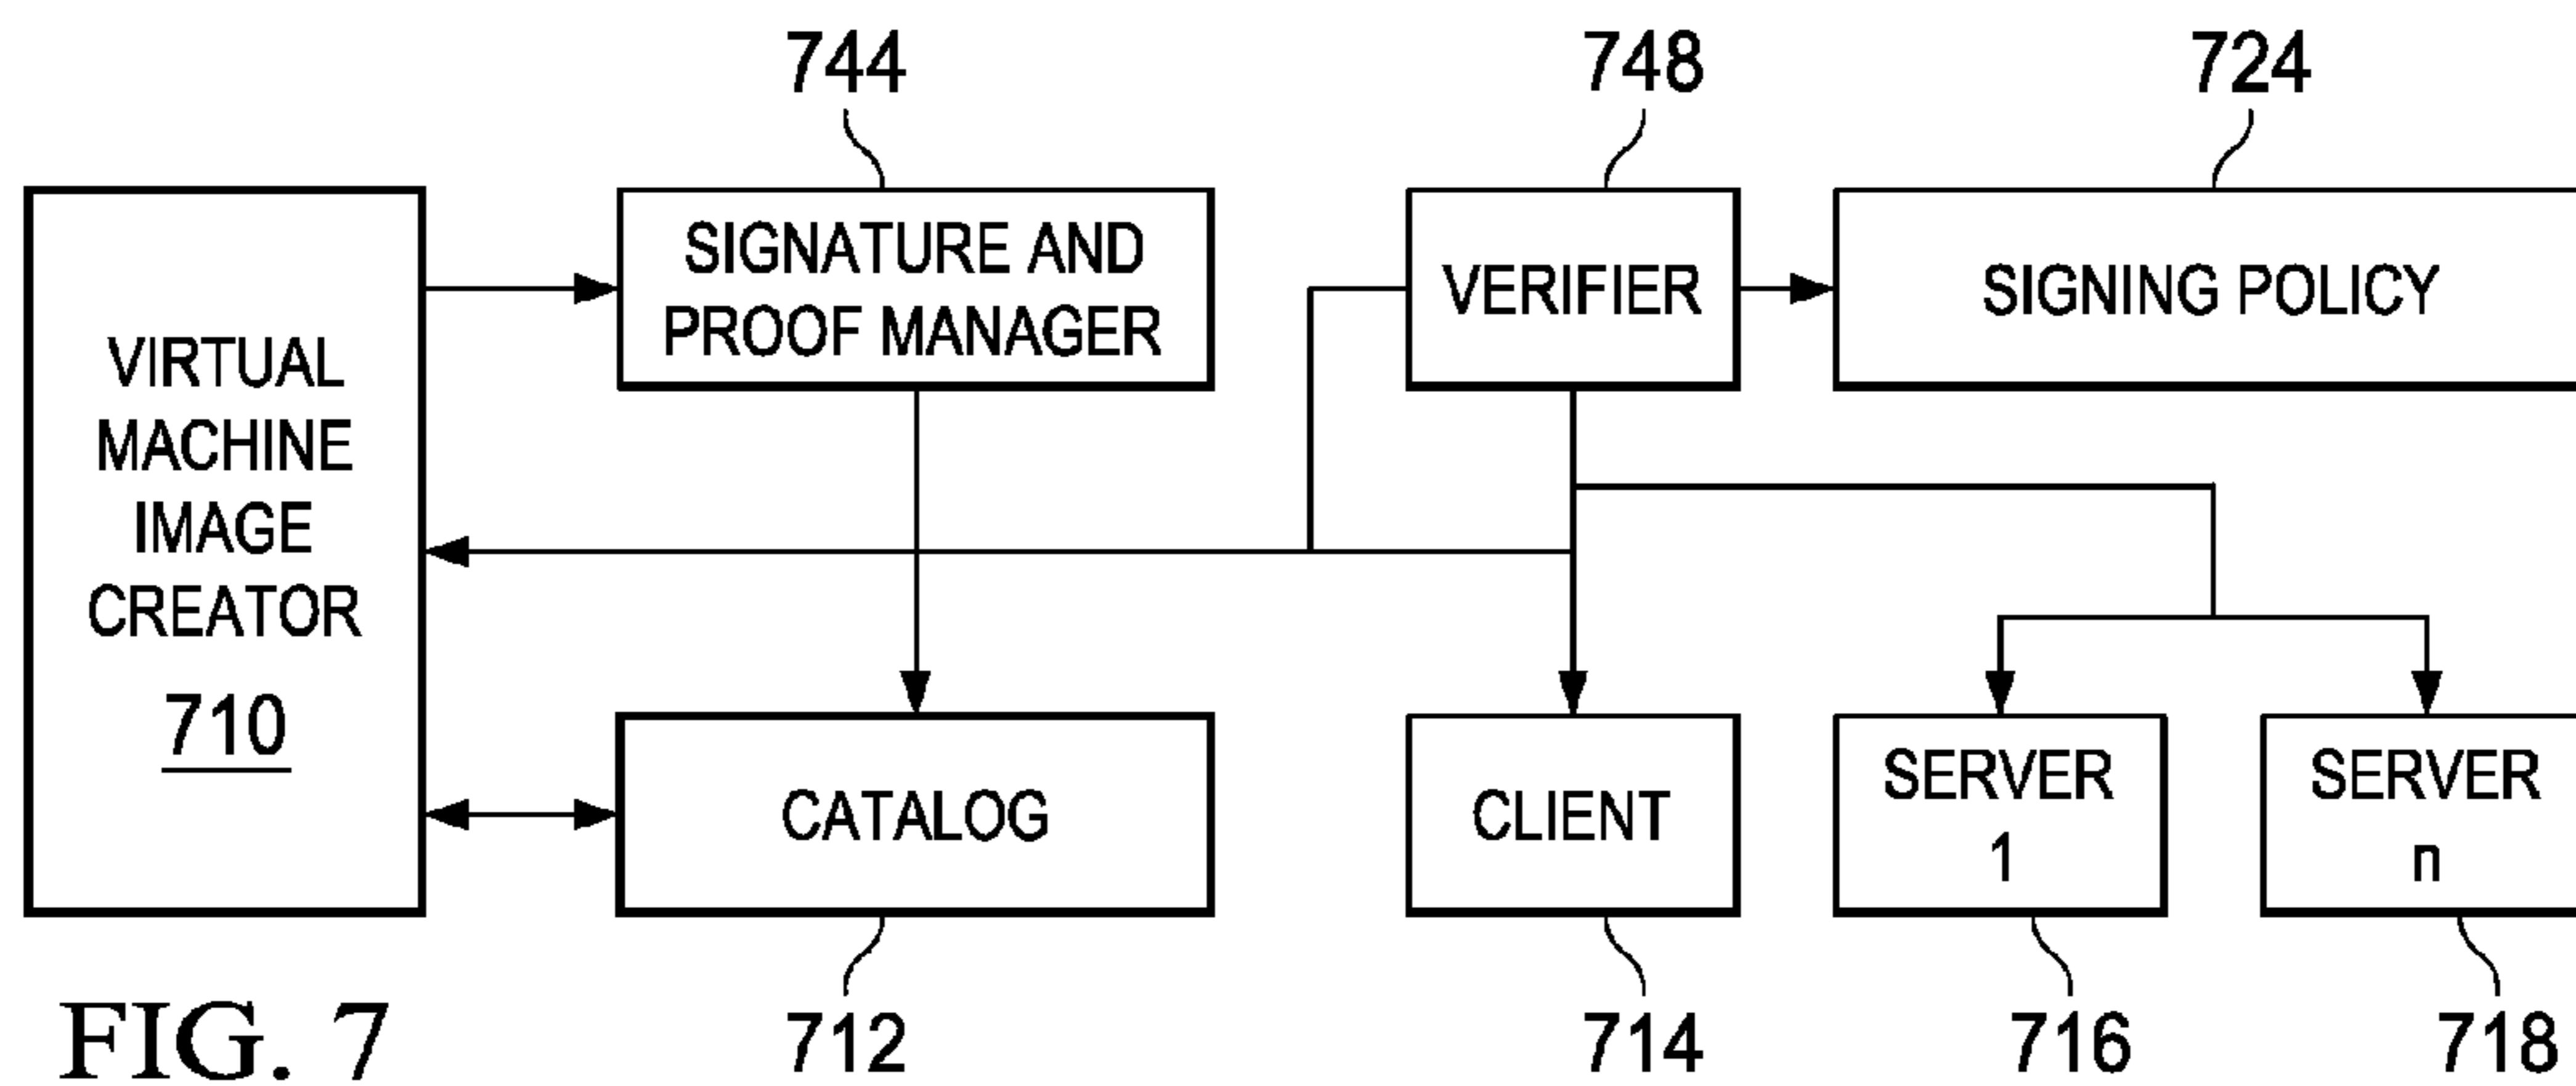 744
748
724
VIRTUAL
MACHINE
IMAGE
CREATOR
710
SIGNATURE AND
PROOF MANAGER
VERIFIER
SIGNING POLICY
CATALOG
CLIENT
SERVER
1
SERVER
n
FIG. 7
712
714
716
718